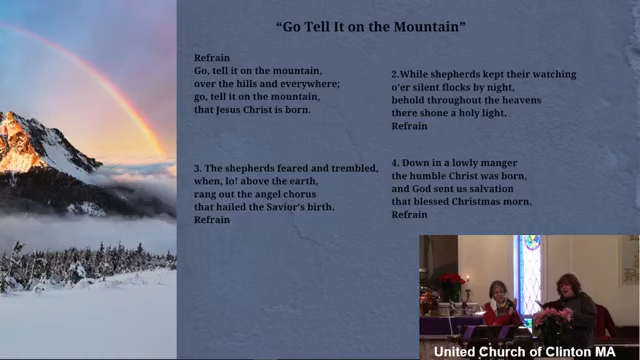 “Go Tell It on the Mountain”
Refrain
Go, tell it on the mountain,
over the hills and everywhere;
go, tell it on the mountain,
that Jesus Christ is born.
2.While shepherds kept their watching
o'er silent flocks by night,
behold throughout the heavens
there shone a holy light.
Refrain
3. The shepherds feared and trembled,
when, lo! above the earth,
rang out the angel chorus
that hailed the Savior's birth.
Refrain
4. Down in a lowly manger
the humble Christ was born,
and God sent us salvation
that blessed Christmas morn.
Refrain
United Church of Clinton MA